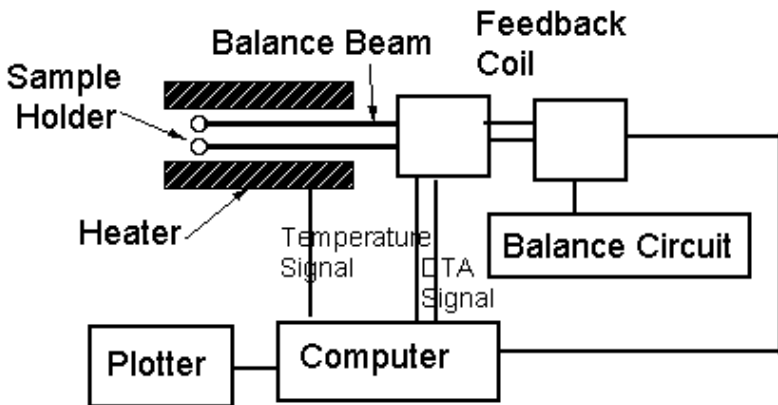 Feedback
Coil
Balance Beam
Sample
Holder
Heater
Temperature
Signal
DTA
Signal
Balance Circuit
Plotter
Computer